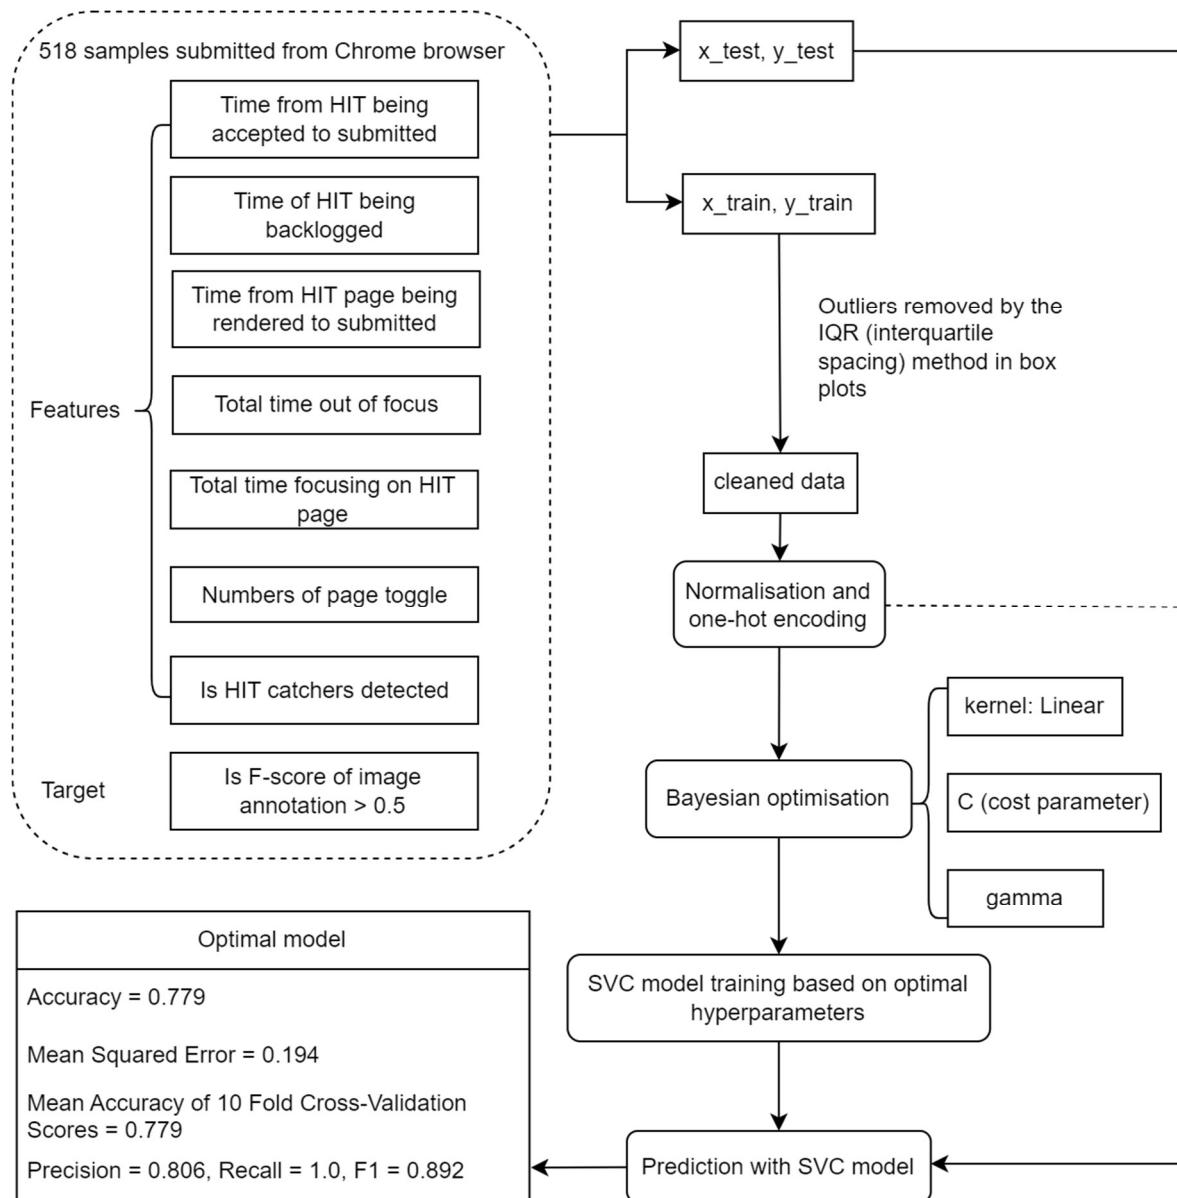 518 samples submitted from Chrome browser
Time from HIT being
accepted to submitted
Time of HIT being
backlogged
Time from HIT page being
rendered to submitted
Features
Total time out of focus
Total time focusing on HIT
page
Numbers of page toggle
Is HIT catchers detected
Target
Is F-score of image
annotation > 0.5
x_test, y_test
x_train, y_train
Outliers removed by the
IQR (interquartile
spacing) method in box
plots
cleaned data
Normalisation and
one-hot encoding
Bayesian optimisation
kernel: Linear
C (cost parameter)
gamma
SVC model training based on optimal
hyperparameters
Prediction with SVC model
Optimal model
Accuracy = 0.779
Mean Squared Error = 0.194
Mean Accuracy of 10 Fold Cross-Validation
Scores = 0.779
Precision = 0.806, Recall = 1.0, F1 = 0.892